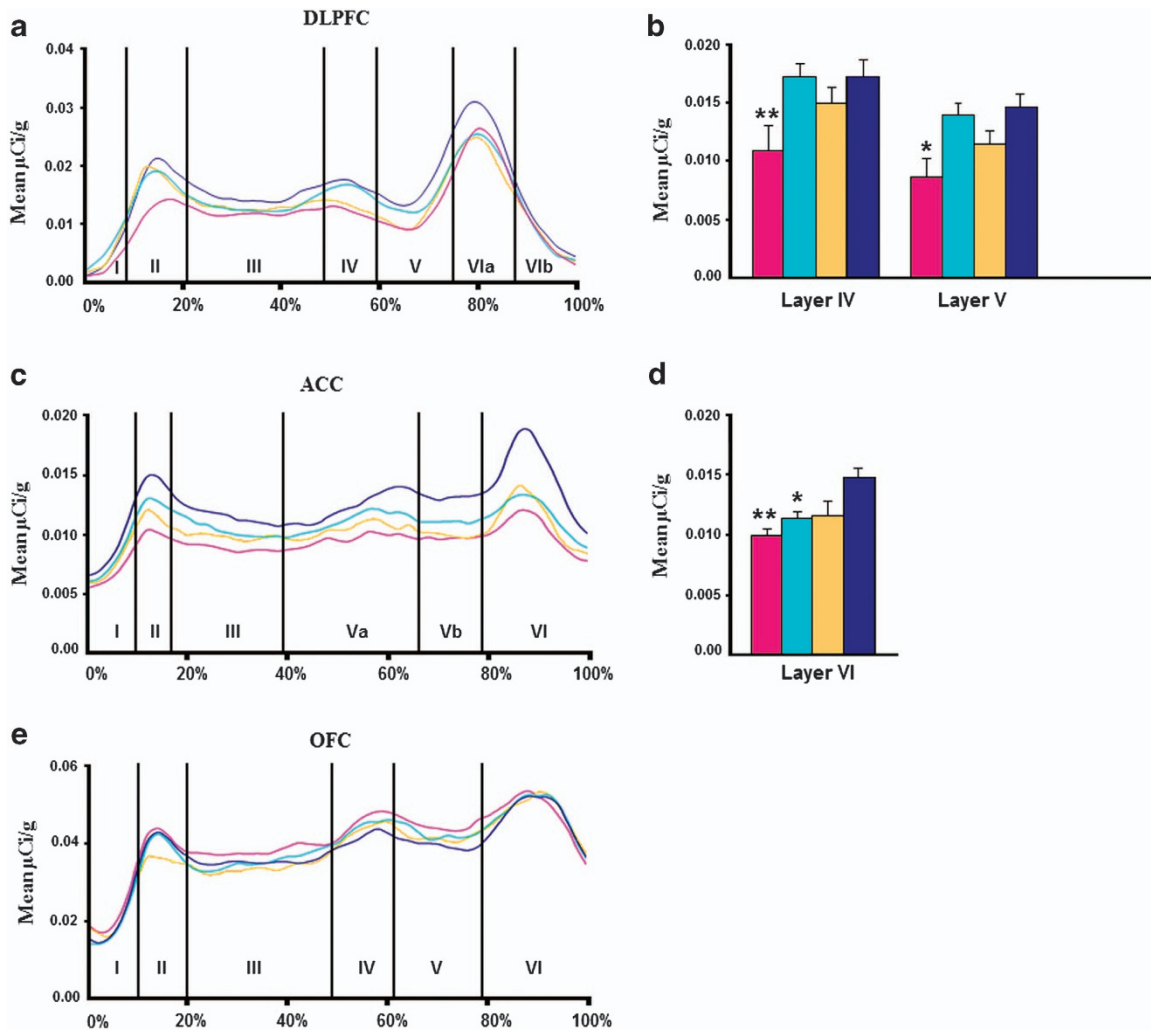 a
DLPFC
Mean µCi/g
0.04
0.03
0.02
0.01
0.00
I II III IV V VIa VIb
0% 20% 40% 60% 80% 100%
b
Mean µCi/g
0.020
0.015
0.010
0.005
0.00
** *
Layer IV Layer V
c
ACC
Mean µCi/g
0.020
0.015
0.010
0.005
0.00
I II III Va Vb VI
0% 20% 40% 60% 80% 100%
d
Mean µCi/g
0.020
0.015
0.010
0.005
0.00
** *
Layer VI
e
OFC
Mean µCi/g
0.06
0.04
0.02
0.00
I II III IV V VI
0% 20% 40% 60% 80% 100%